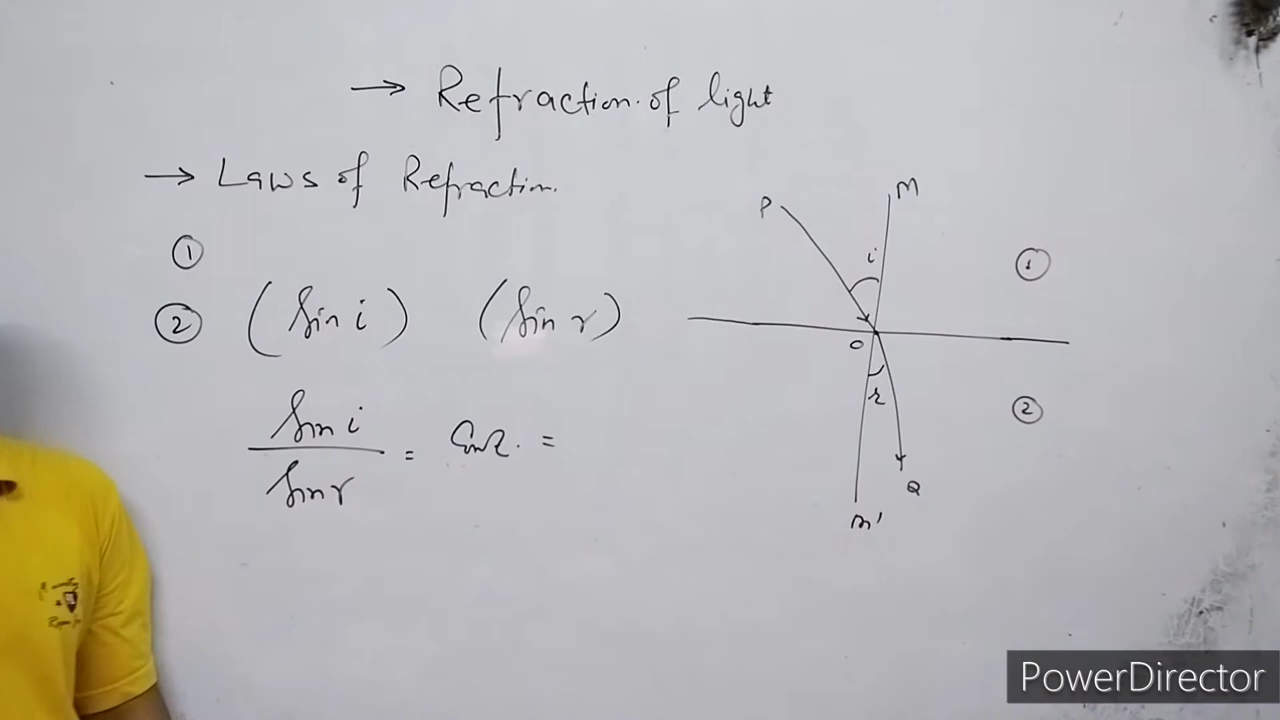 → Refraction of light
→ Laws of Refraction.
①
② (Sin i) (Sin r)
Sin i
Sin r
=
=
P
M
i
①
O
r
②
Q
M'
PowerDirector